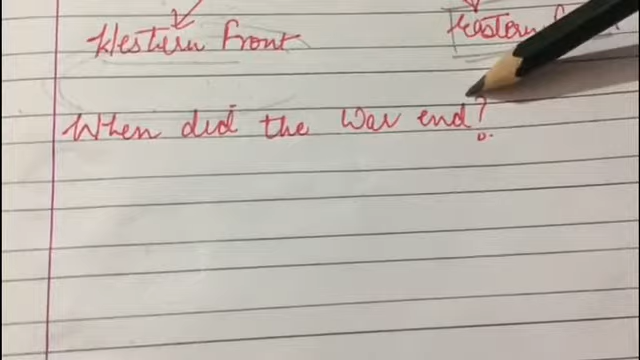 Western Front
Eastern
When did the War end?